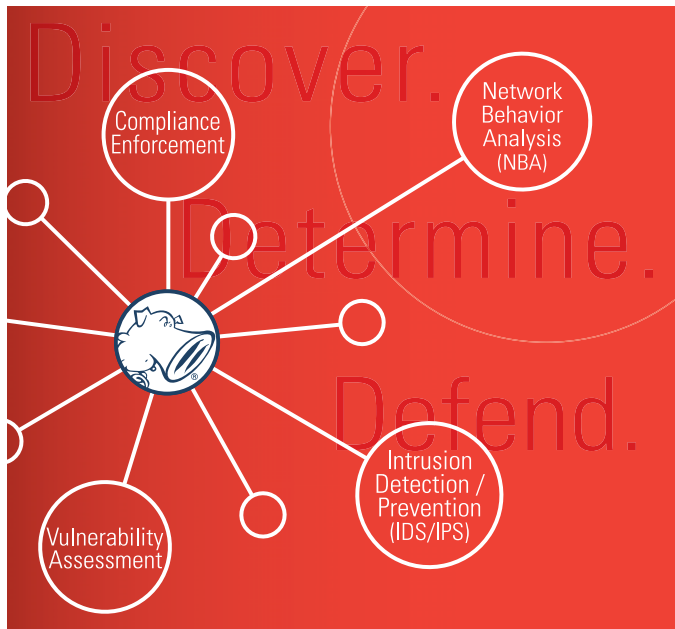 Discover.
Compliance
Enforcement
Network
Behavior
Analysis
(NBA)
Determine.
®
Defend.
Intrusion
Detection /
Prevention
(IDS/IPS)
Vulnerability
Assessment